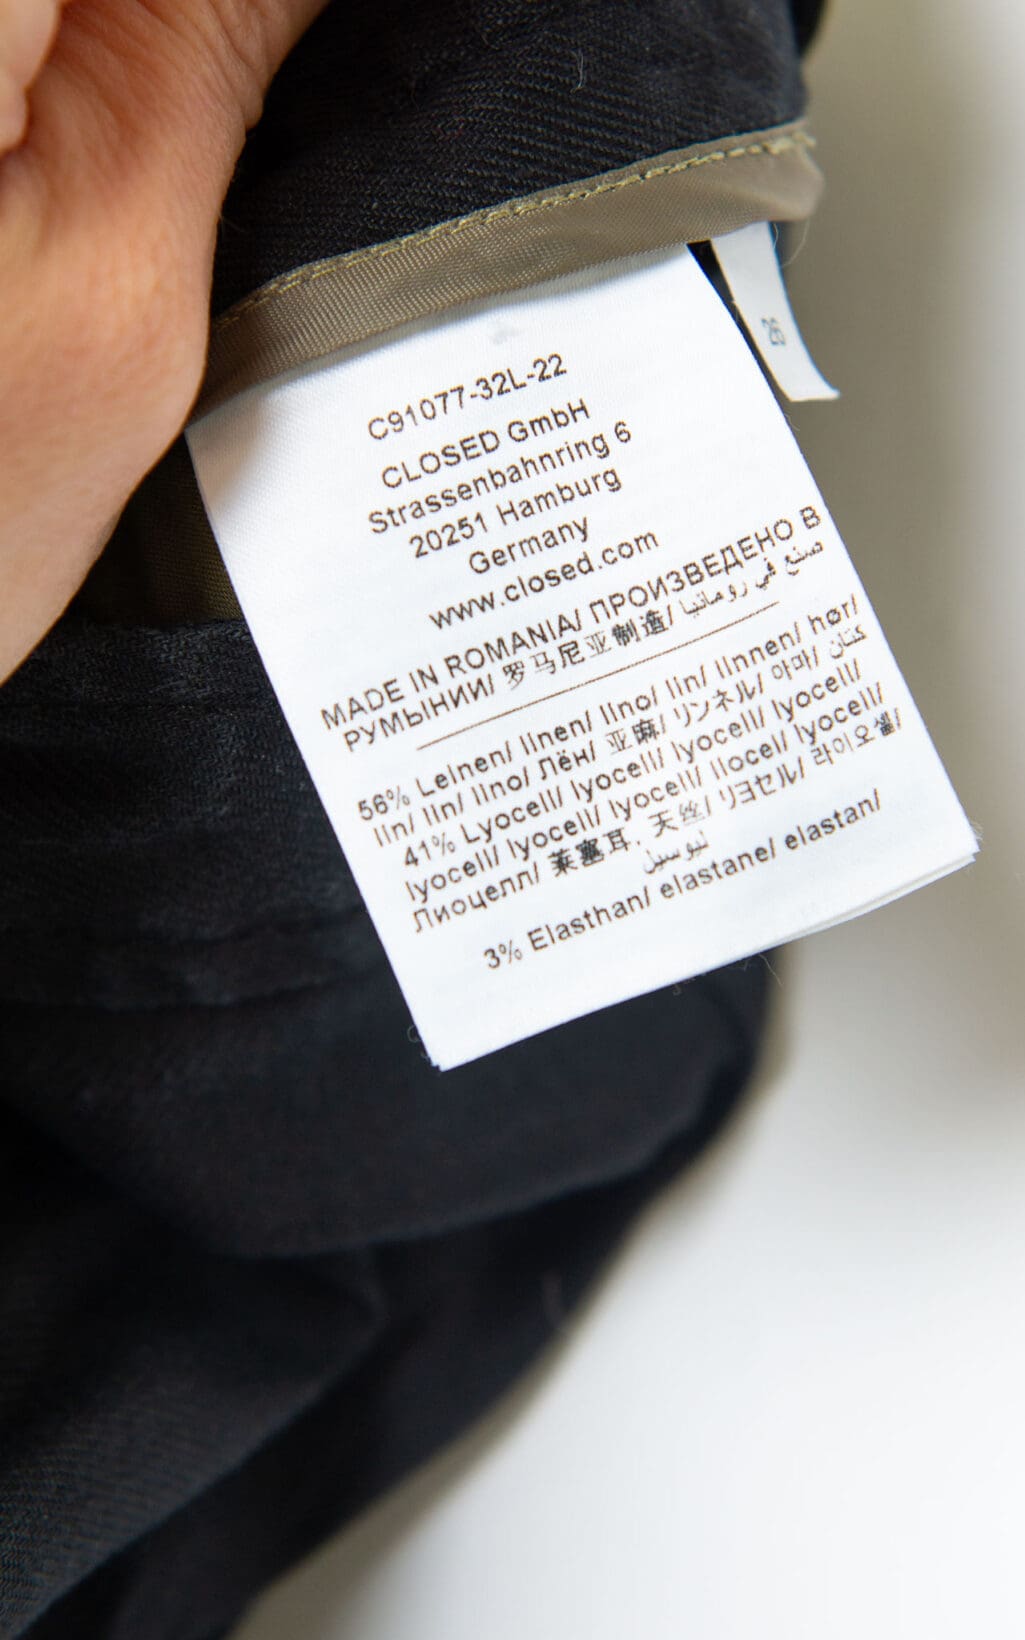 C91077-32L-22
CLOSED GmbH
Strassenbahnring 6
20251 Hamburg
Germany
www.closed.com
MADE IN ROMANIA/ ПРОИЗВЕДЕНО В
РУМЫНИИ/ 罗马尼亚制造/ صنع في رومانيا
56% Leinen/ linen/ lino/ lin/ linnen/ hør/
lin/ lin/ lino/ Лён/ 亚麻/ リンネル/ 아마/ كتان
41% Lyocell/ lyocell/ lyocell/ lyocell/
lyocell/ lyocell/ lyocell/ liocel/ lyocell/
Лиоцелл/ 莱塞耳, 天丝/ リヨセル/ 라이오셀/
ليوسيل
3% Elasthan/ elastane/ elastan/
26